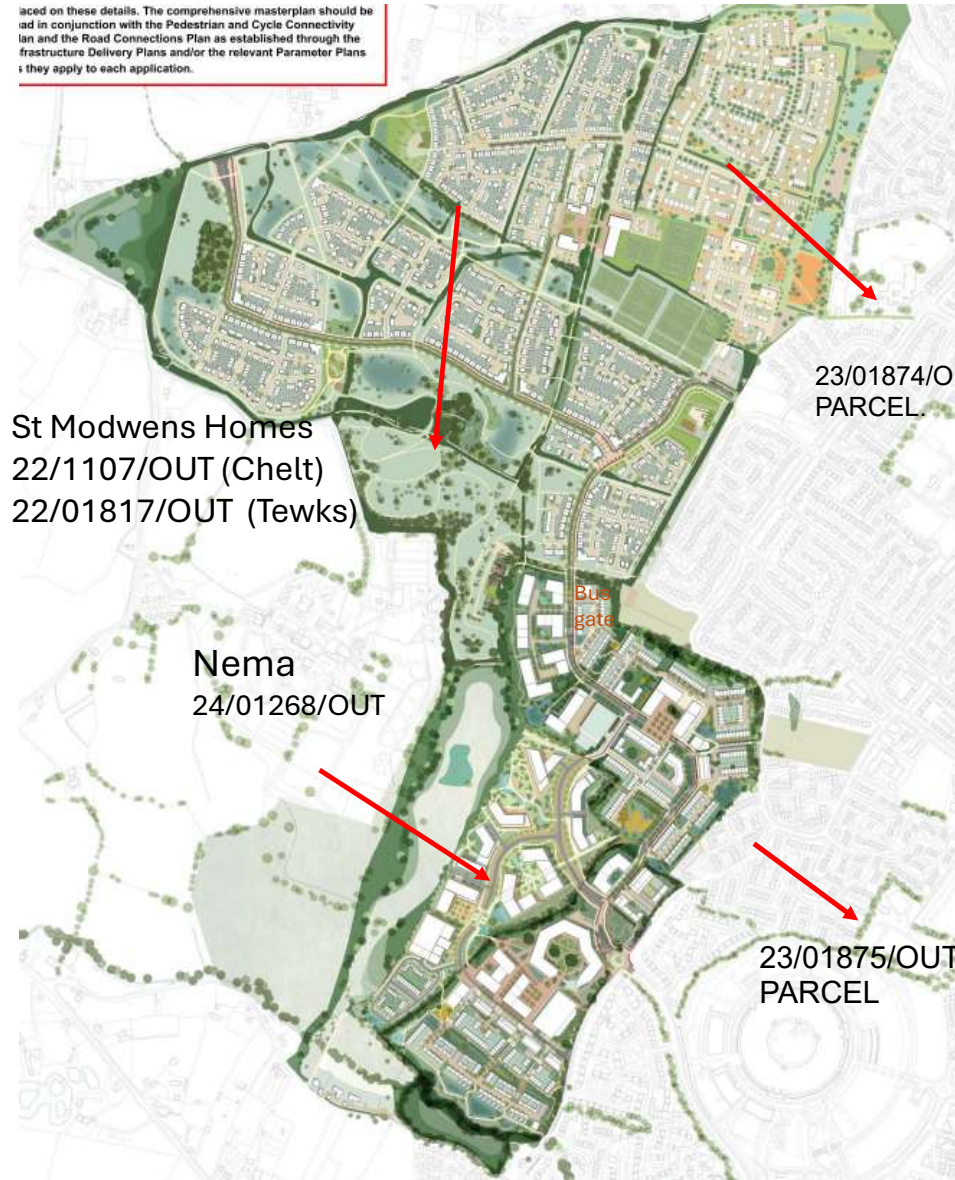 laced on these details. The comprehensive masterplan should be
ead in conjunction with the Pedestrian and Cycle Connectivity
lan and the Road Connections Plan as established through the
frastructure Delivery Plans and/or the relevant Parameter Plans
s they apply to each application.
23/01874/O
PARCEL.
St Modwens Homes
22/1107/OUT (Chelt)
22/01817/OUT (Tewks)
Bus
gate
Nema
24/01268/OUT
23/01875/OUT
PARCEL